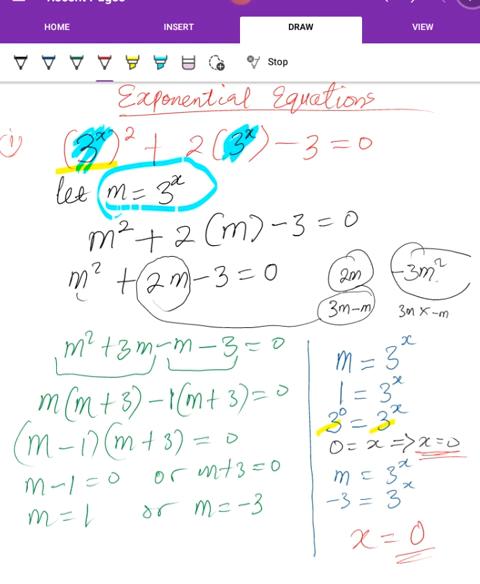 Recent Pages
HOME INSERT DRAW VIEW
Stop
Exponential Equations
1) (3^x)^2 + 2(3^x) - 3 = 0
let m = 3^x
m^2 + 2(m) - 3 = 0
m^2 + 2m - 3 = 0
2m -3m^2
3m-m 3m x -m
m^2 + 3m - m - 3 = 0
m(m+3) - 1(m+3) = 0
(m-1)(m+3) = 0
m-1 = 0 or m+3 = 0
m = 1 or m = -3
m = 3^x
1 = 3^x
3^0 = 3^x
0 = x => x = 0
m = 3^x
-3 = 3^x
x = 0